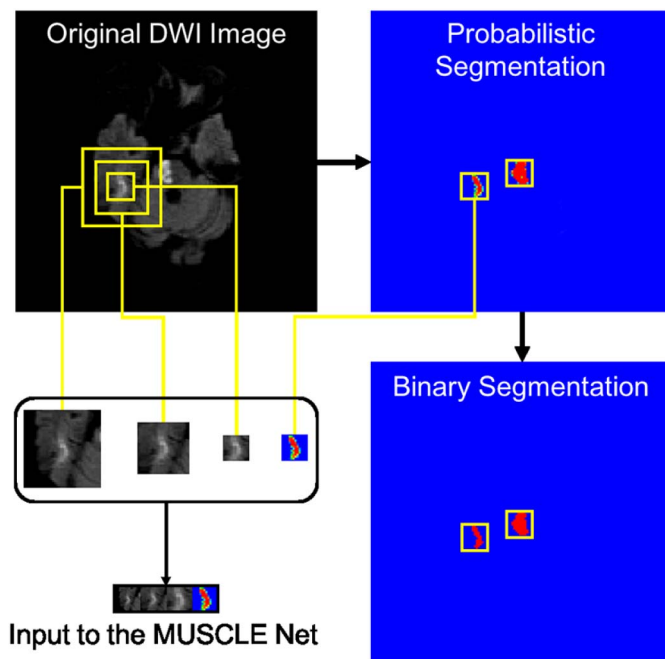 Original DWI Image
Probabilistic
Segmentation
Binary Segmentation
Input to the MUSCLE Net